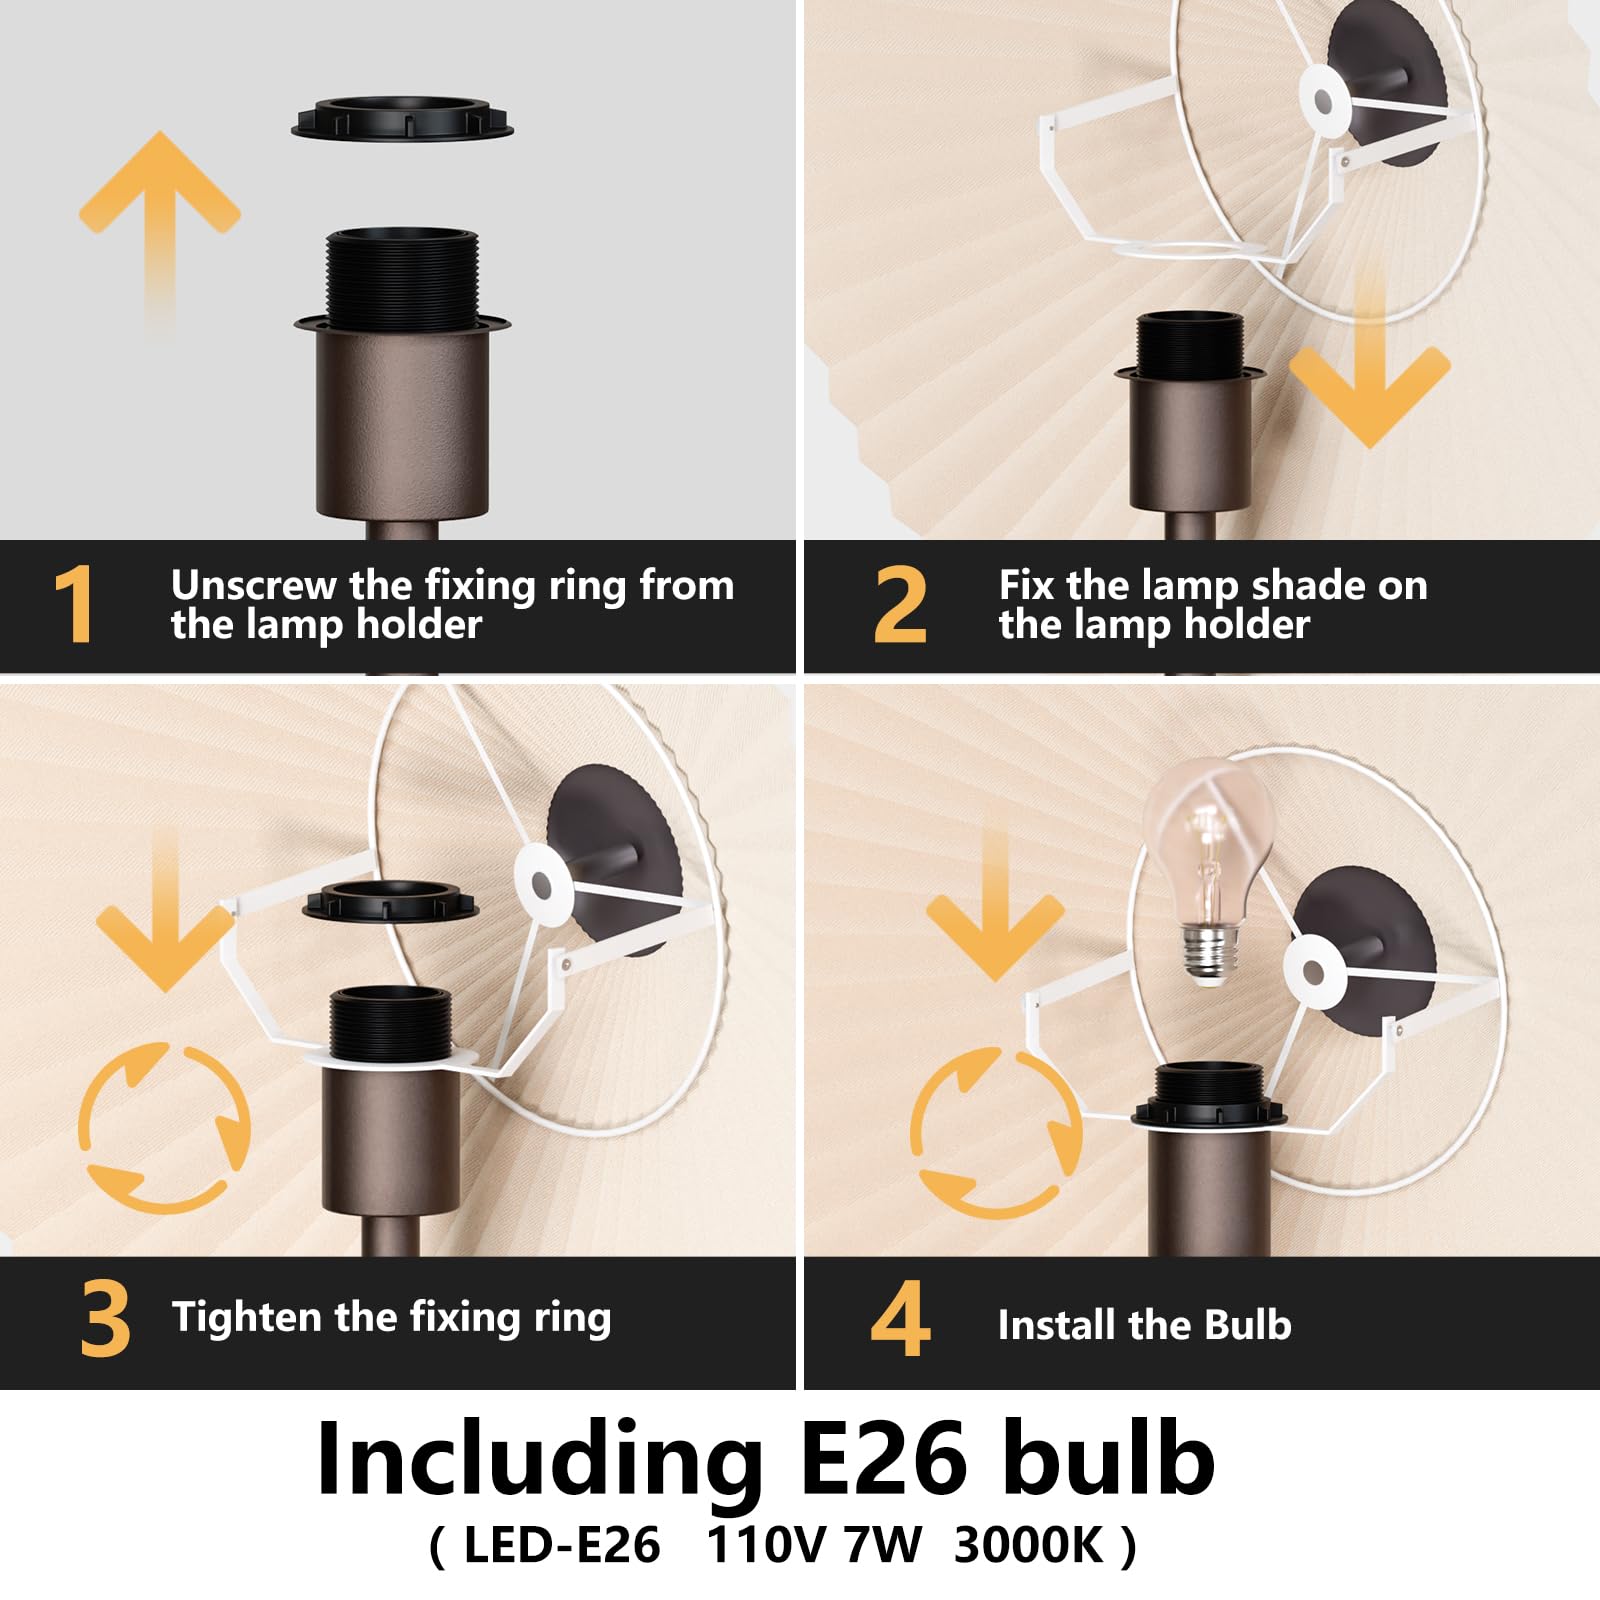 1
Unscrew the fixing ring from
the lamp holder
2
Fix the lamp shade on
the lamp holder
3
Tighten the fixing ring
4
Install the Bulb
Including E26 bulb
( LED-E26 110V 7W 3000K )